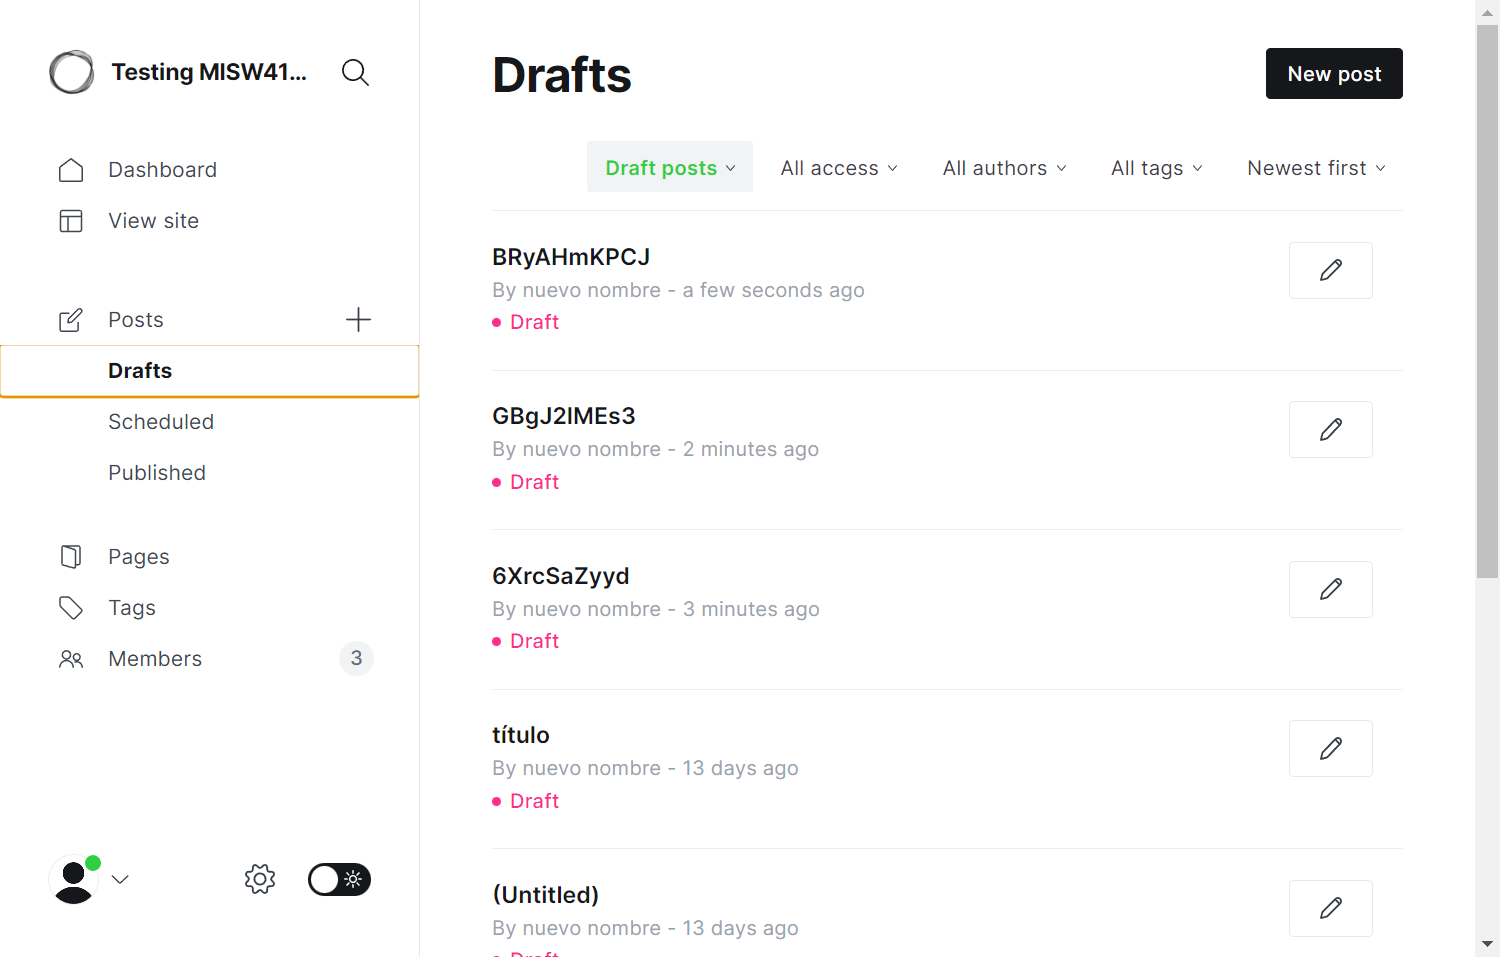 Testing MISW41...
Dashboard
View site
Posts
Drafts
Scheduled
Published
Pages
Tags
Members 3
Drafts
New post
Draft posts All access All authors All tags Newest first
BRyAHmKPCJ
By nuevo nombre - a few seconds ago
Draft
GBgJ2IMEs3
By nuevo nombre - 2 minutes ago
Draft
6XrcSaZyyd
By nuevo nombre - 3 minutes ago
Draft
título
By nuevo nombre - 13 days ago
Draft
(Untitled)
By nuevo nombre - 13 days ago
Draft